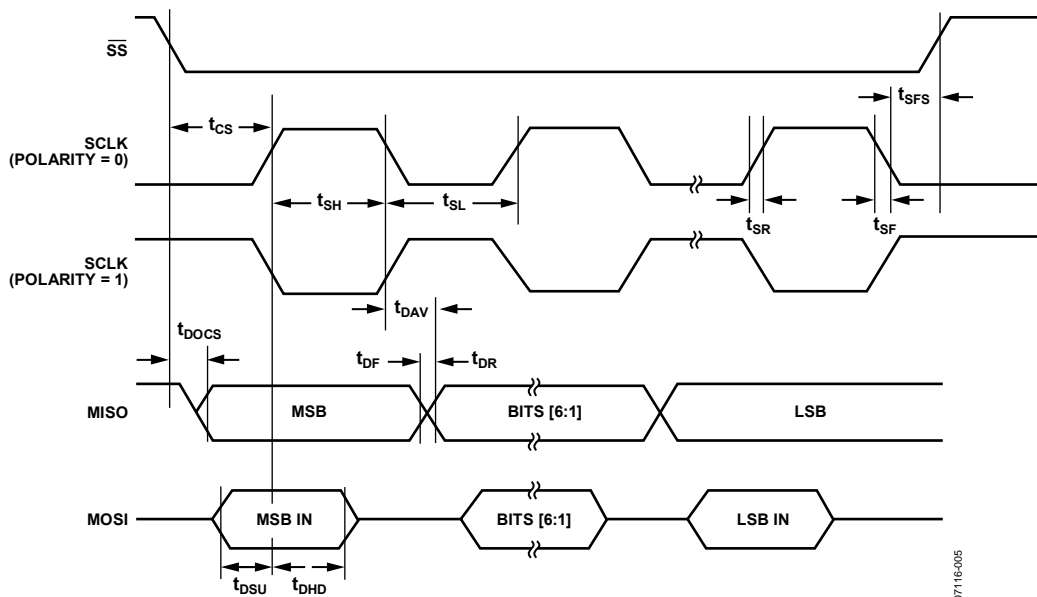 SS
tSFS
tCS
SCLK
(POLARITY = 0)
tSH
tSL
tSR
tSF
SCLK
(POLARITY = 1)
tDAV
tDOCS
tDF
tDR
MISO
MSB
BITS [6:1]
LSB
MOSI
MSB IN
BITS [6:1]
LSB IN
tDSU
tDHD
07116-005